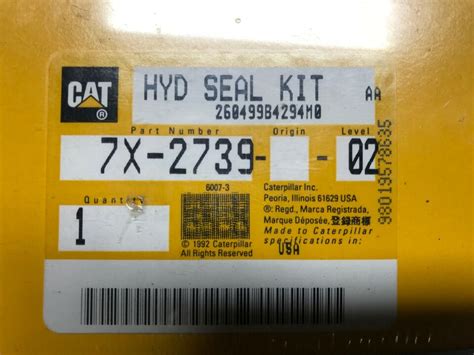 CAT ®
HYD SEAL KIT AA
260499B4294M0
Part Number Origin Level
7X-2739- - 02
Quantity
1
6007-3
© 1992 Caterpillar
All Rights Reserved
Caterpillar Inc.
Peoria, Illinois 61629 USA
®: Regd., Marca Registrada,
Marque Déposée, 登録商標
Made to Caterpillar
specifications in:
USA
98019578635